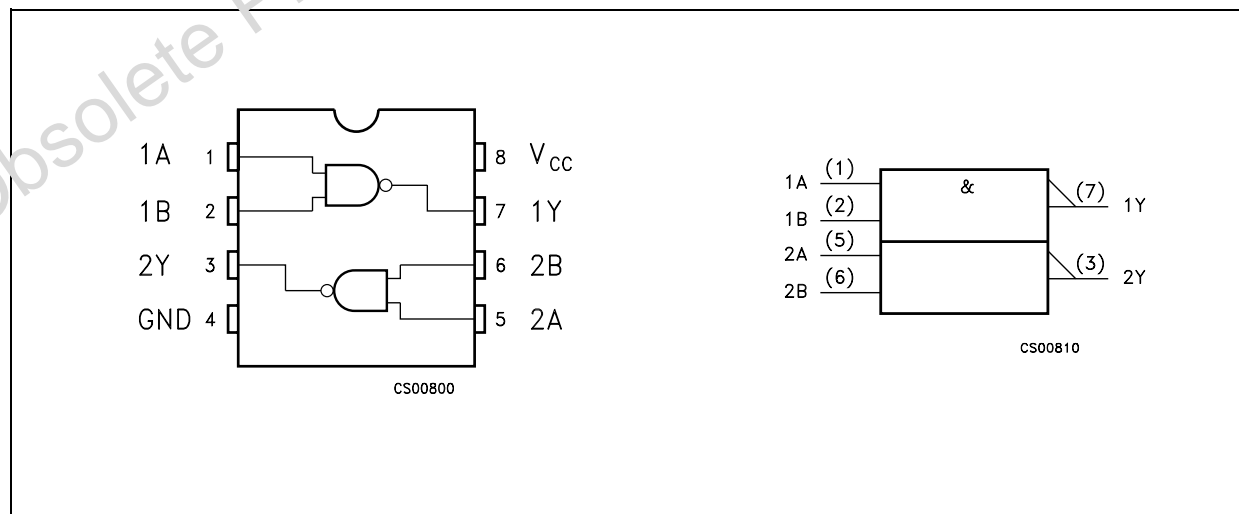 Obsolete
1A 1 8 VCC
1B 2 7 1Y
2Y 3 6 2B
GND 4 5 2A
CS00800
&
1A (1) (7) 1Y
1B (2)
2A (5) (3) 2Y
2B (6)
CS00810